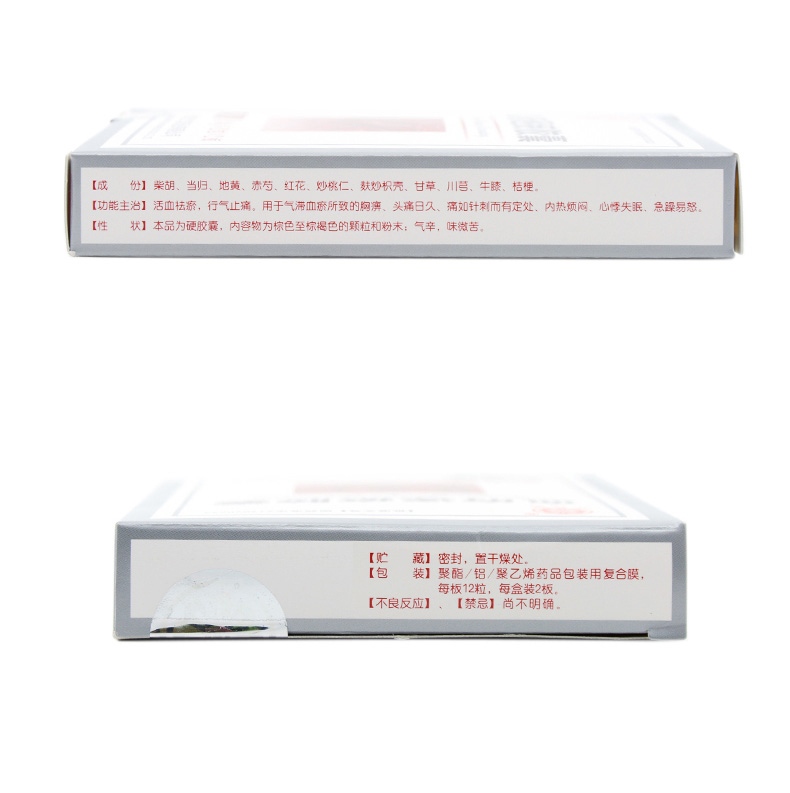 【成 份】柴胡、当归、地黄、赤芍、红花、炒桃仁、麸炒枳壳、甘草、川芎、牛膝、桔梗。
【功能主治】活血祛瘀，行气止痛。用于气滞血瘀所致的胸痹、头痛日久、痛如针刺而有定处、内热烦闷、心悸失眠、急躁易怒。
【性 状】本品为硬胶囊，内容物为棕色至棕褐色的颗粒和粉末；气辛，味微苦。
【贮 藏】密封，置干燥处。
【包 装】聚酯/铝/聚乙烯药品包装用复合膜，
每板12粒，每盒装2板。
【不良反应】、【禁忌】尚不明确。